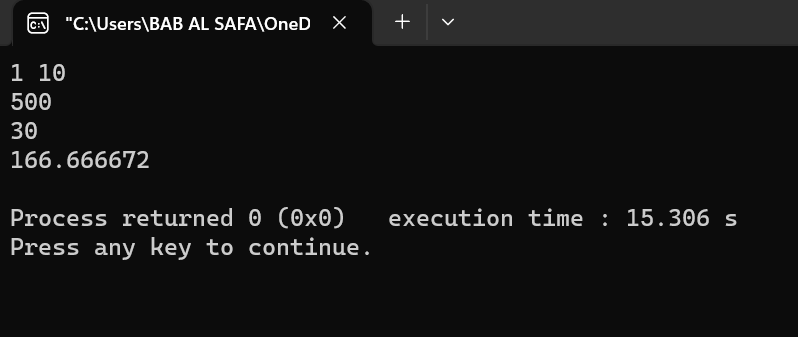 "C:\Users\BAB AL SAFA\OneD
1 10
500
30
166.666672
Process returned 0 (0x0)   execution time : 15.306 s
Press any key to continue.